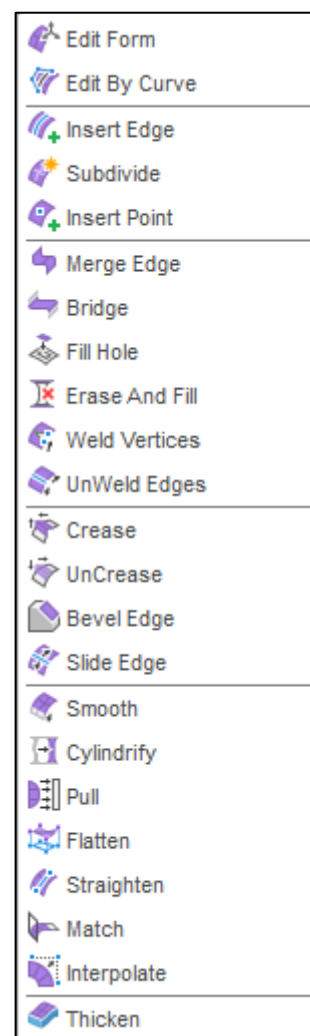 Edit Form
Edit By Curve
Insert Edge
Subdivide
Insert Point
Merge Edge
Bridge
Fill Hole
Erase And Fill
Weld Vertices
UnWeld Edges
Crease
UnCrease
Bevel Edge
Slide Edge
Smooth
Cylindrify
Pull
Flatten
Straighten
Match
Interpolate
Thicken